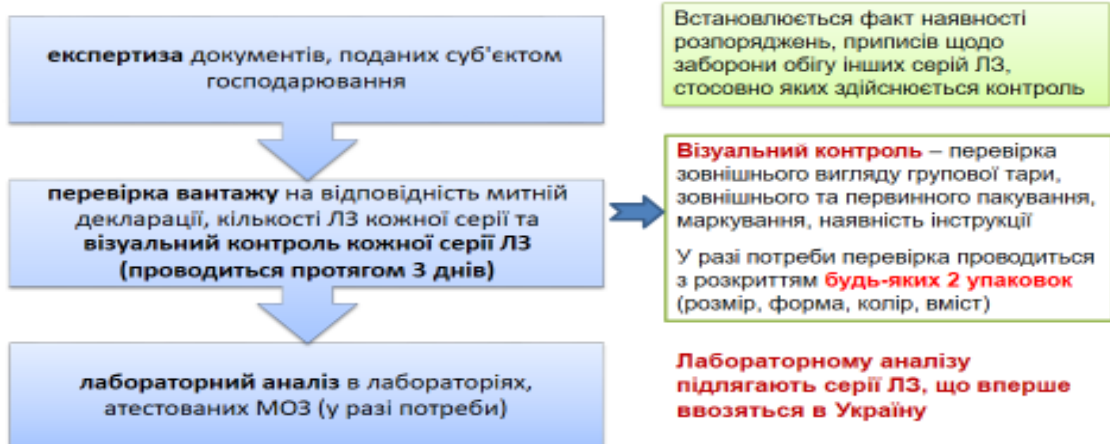 експертиза документів, поданих суб'єктом
господарювання
Встановлюється факт наявності
розпоряджень, приписів щодо
заборони обігу інших серій ЛЗ,
стосовно яких здійснюється контроль
перевірка вантажу на відповідність митній
декларації, кількості ЛЗ кожної серії та
візуальний контроль кожної серії ЛЗ
(проводиться протягом 3 днів)
Візуальний контроль – перевірка
зовнішнього вигляду групової тари,
зовнішнього та первинного пакування,
маркування, наявність інструкції
У разі потреби перевірка проводиться
з розкриттям будь-яких 2 упаковок
(розмір, форма, колір, вміст)
лабораторний аналіз в лабораторіях,
атестованих МОЗ (у разі потреби)
Лабораторному аналізу
підлягають серії ЛЗ, що вперше
ввозяться в Україну